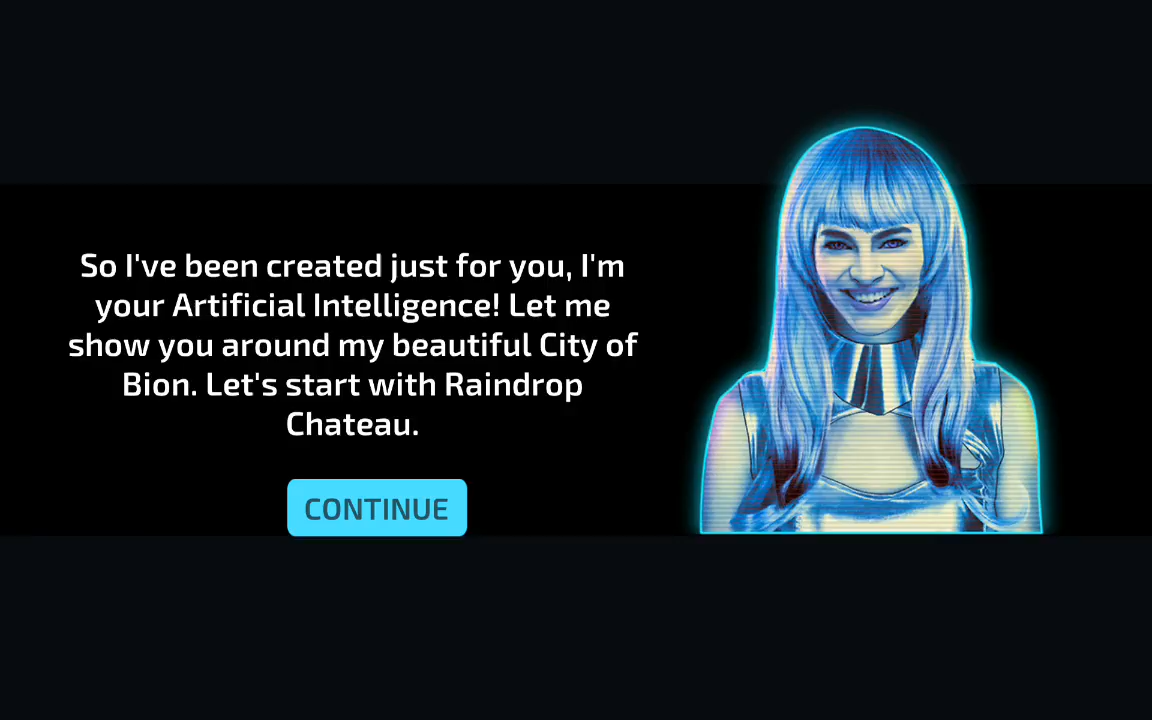 So I've been created just for you, I'm
your Artificial Intelligence! Let me
show you around my beautiful City of
Bion. Let's start with Raindrop
Chateau.
CONTINUE